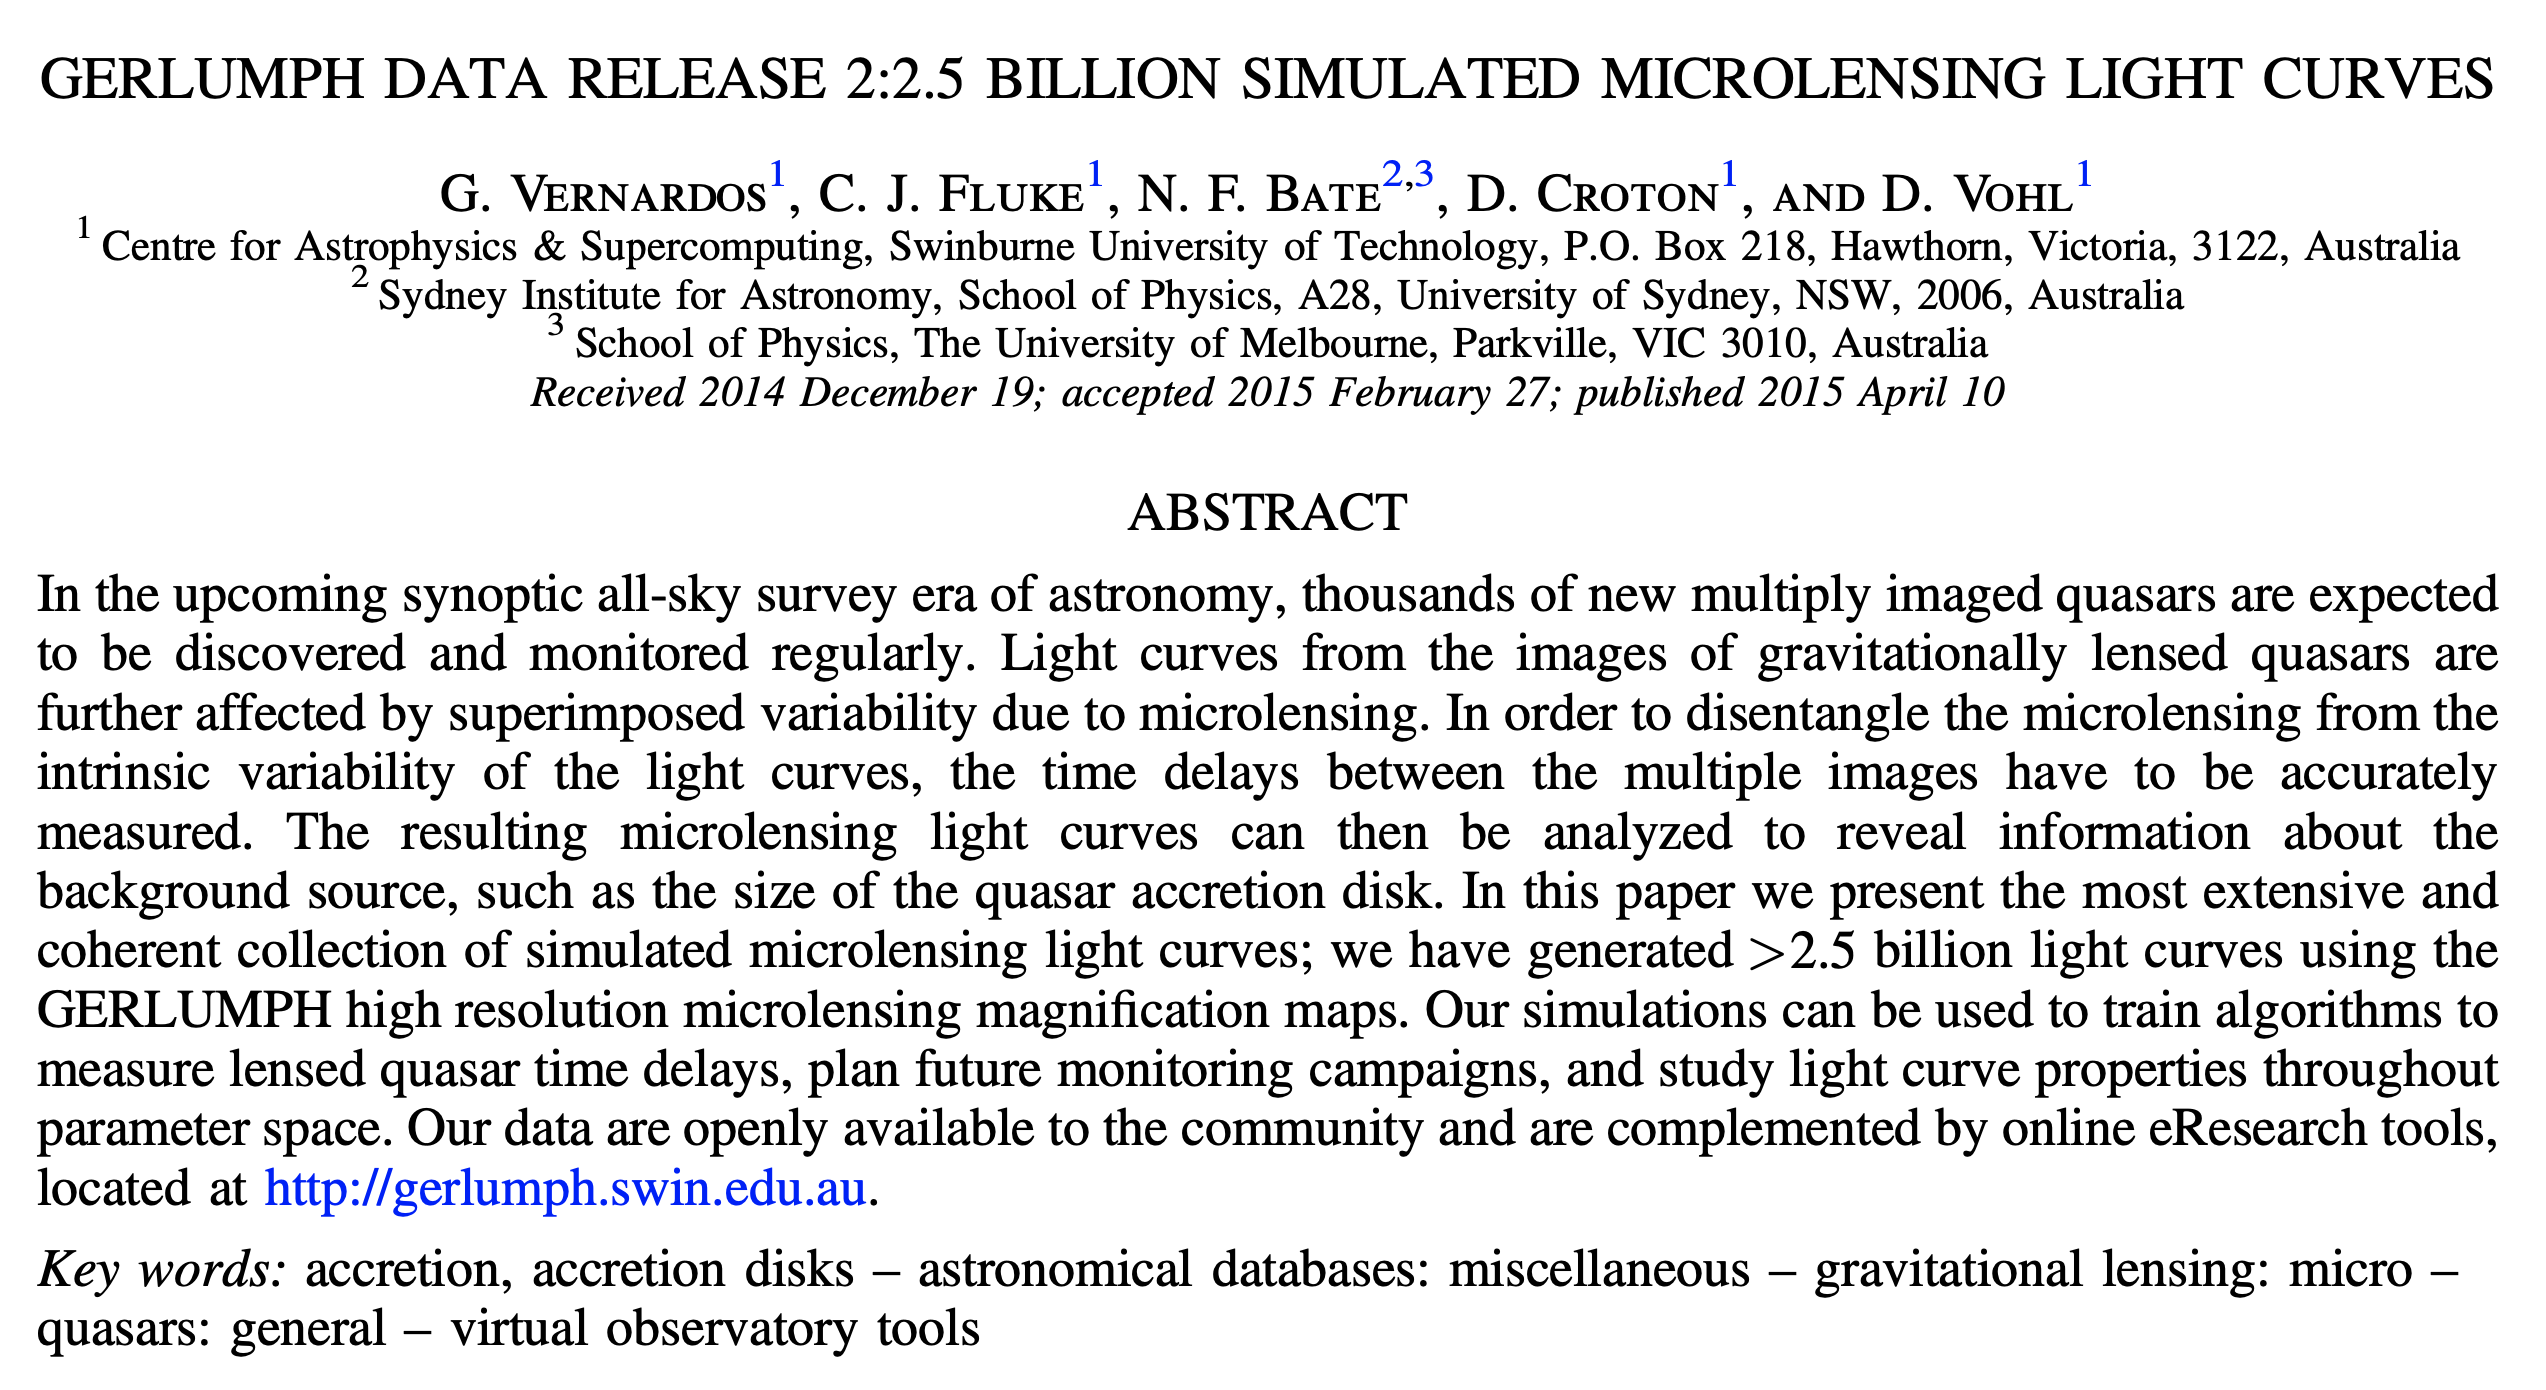 GERLUMPH DATA RELEASE 2:2.5 BILLION SIMULATED MICROLENSING LIGHT CURVES
G. Vernardos1, C. J. Fluke1, N. F. Bate2,3, D. Croton1, and D. Vohl1
1 Centre for Astrophysics & Supercomputing, Swinburne University of Technology, P.O. Box 218, Hawthorn, Victoria, 3122, Australia
2 Sydney Institute for Astronomy, School of Physics, A28, University of Sydney, NSW, 2006, Australia
3 School of Physics, The University of Melbourne, Parkville, VIC 3010, Australia
Received 2014 December 19; accepted 2015 February 27; published 2015 April 10
ABSTRACT
In the upcoming synoptic all-sky survey era of astronomy, thousands of new multiply imaged quasars are expected
to be discovered and monitored regularly. Light curves from the images of gravitationally lensed quasars are
further affected by superimposed variability due to microlensing. In order to disentangle the microlensing from the
intrinsic variability of the light curves, the time delays between the multiple images have to be accurately
measured. The resulting microlensing light curves can then be analyzed to reveal information about the
background source, such as the size of the quasar accretion disk. In this paper we present the most extensive and
coherent collection of simulated microlensing light curves; we have generated >2.5 billion light curves using the
GERLUMPH high resolution microlensing magnification maps. Our simulations can be used to train algorithms to
measure lensed quasar time delays, plan future monitoring campaigns, and study light curve properties throughout
parameter space. Our data are openly available to the community and are complemented by online eResearch tools,
located at http://gerlumph.swin.edu.au.
Key words: accretion, accretion disks – astronomical databases: miscellaneous – gravitational lensing: micro –
quasars: general – virtual observatory tools